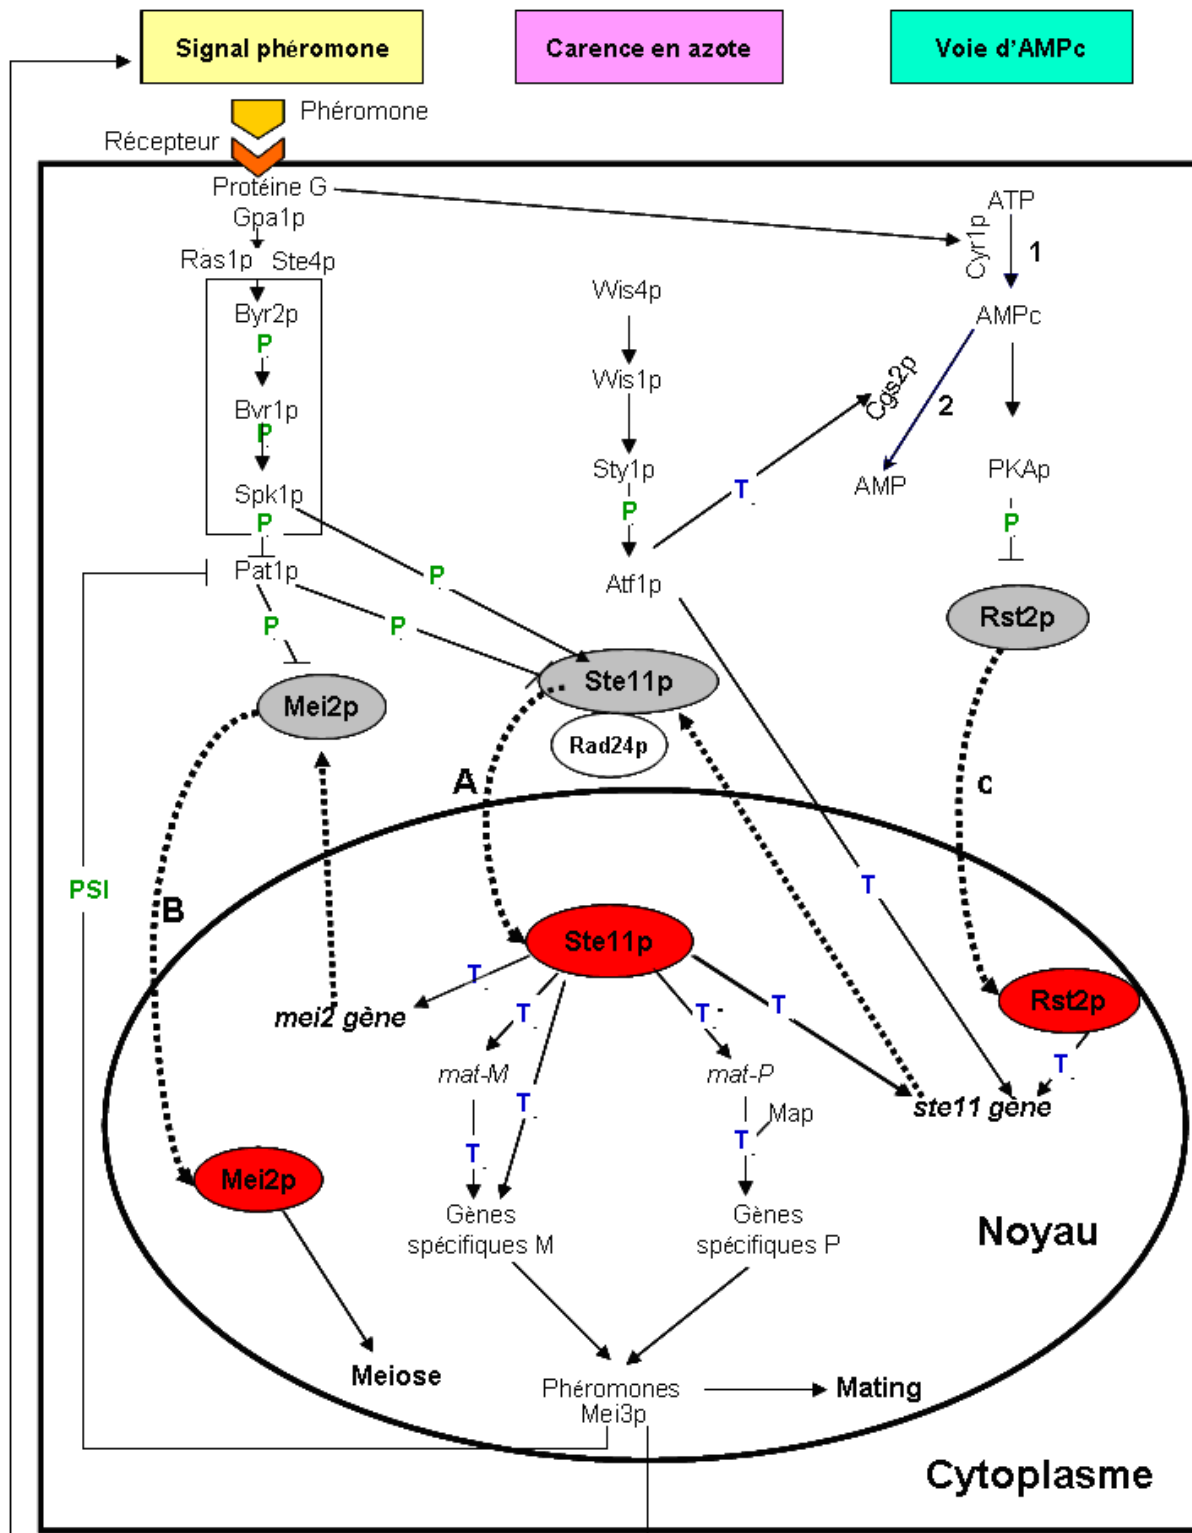 Signal phéromone
Carence en azote
Voie d'AMPc
Phéromone
Récepteur
Protéine G
Gpa1p
Ras1p
Ste4p
Byr2p
P
Byr1p
P
Spk1p
P
Pat1p
P
P
P
Mei2p
Wis4p
Wis1p
Sty1p
P
Atf1p
T
Cgs2p
ATP
Cyr1p
1
AMPc
2
AMP
PKAp
P
Rst2p
Ste11p
Rad24p
A
B
C
PSI
T
Ste11p
Rst2p
T
T
T
T
T
mei2 gène
mat-M
mat-P
ste11 gène
T
Map
T
T
Mei2p
Gènes
spécifiques M
Gènes
spécifiques P
Noyau
Meiose
Phéromones
Mei3p
Mating
Cytoplasme